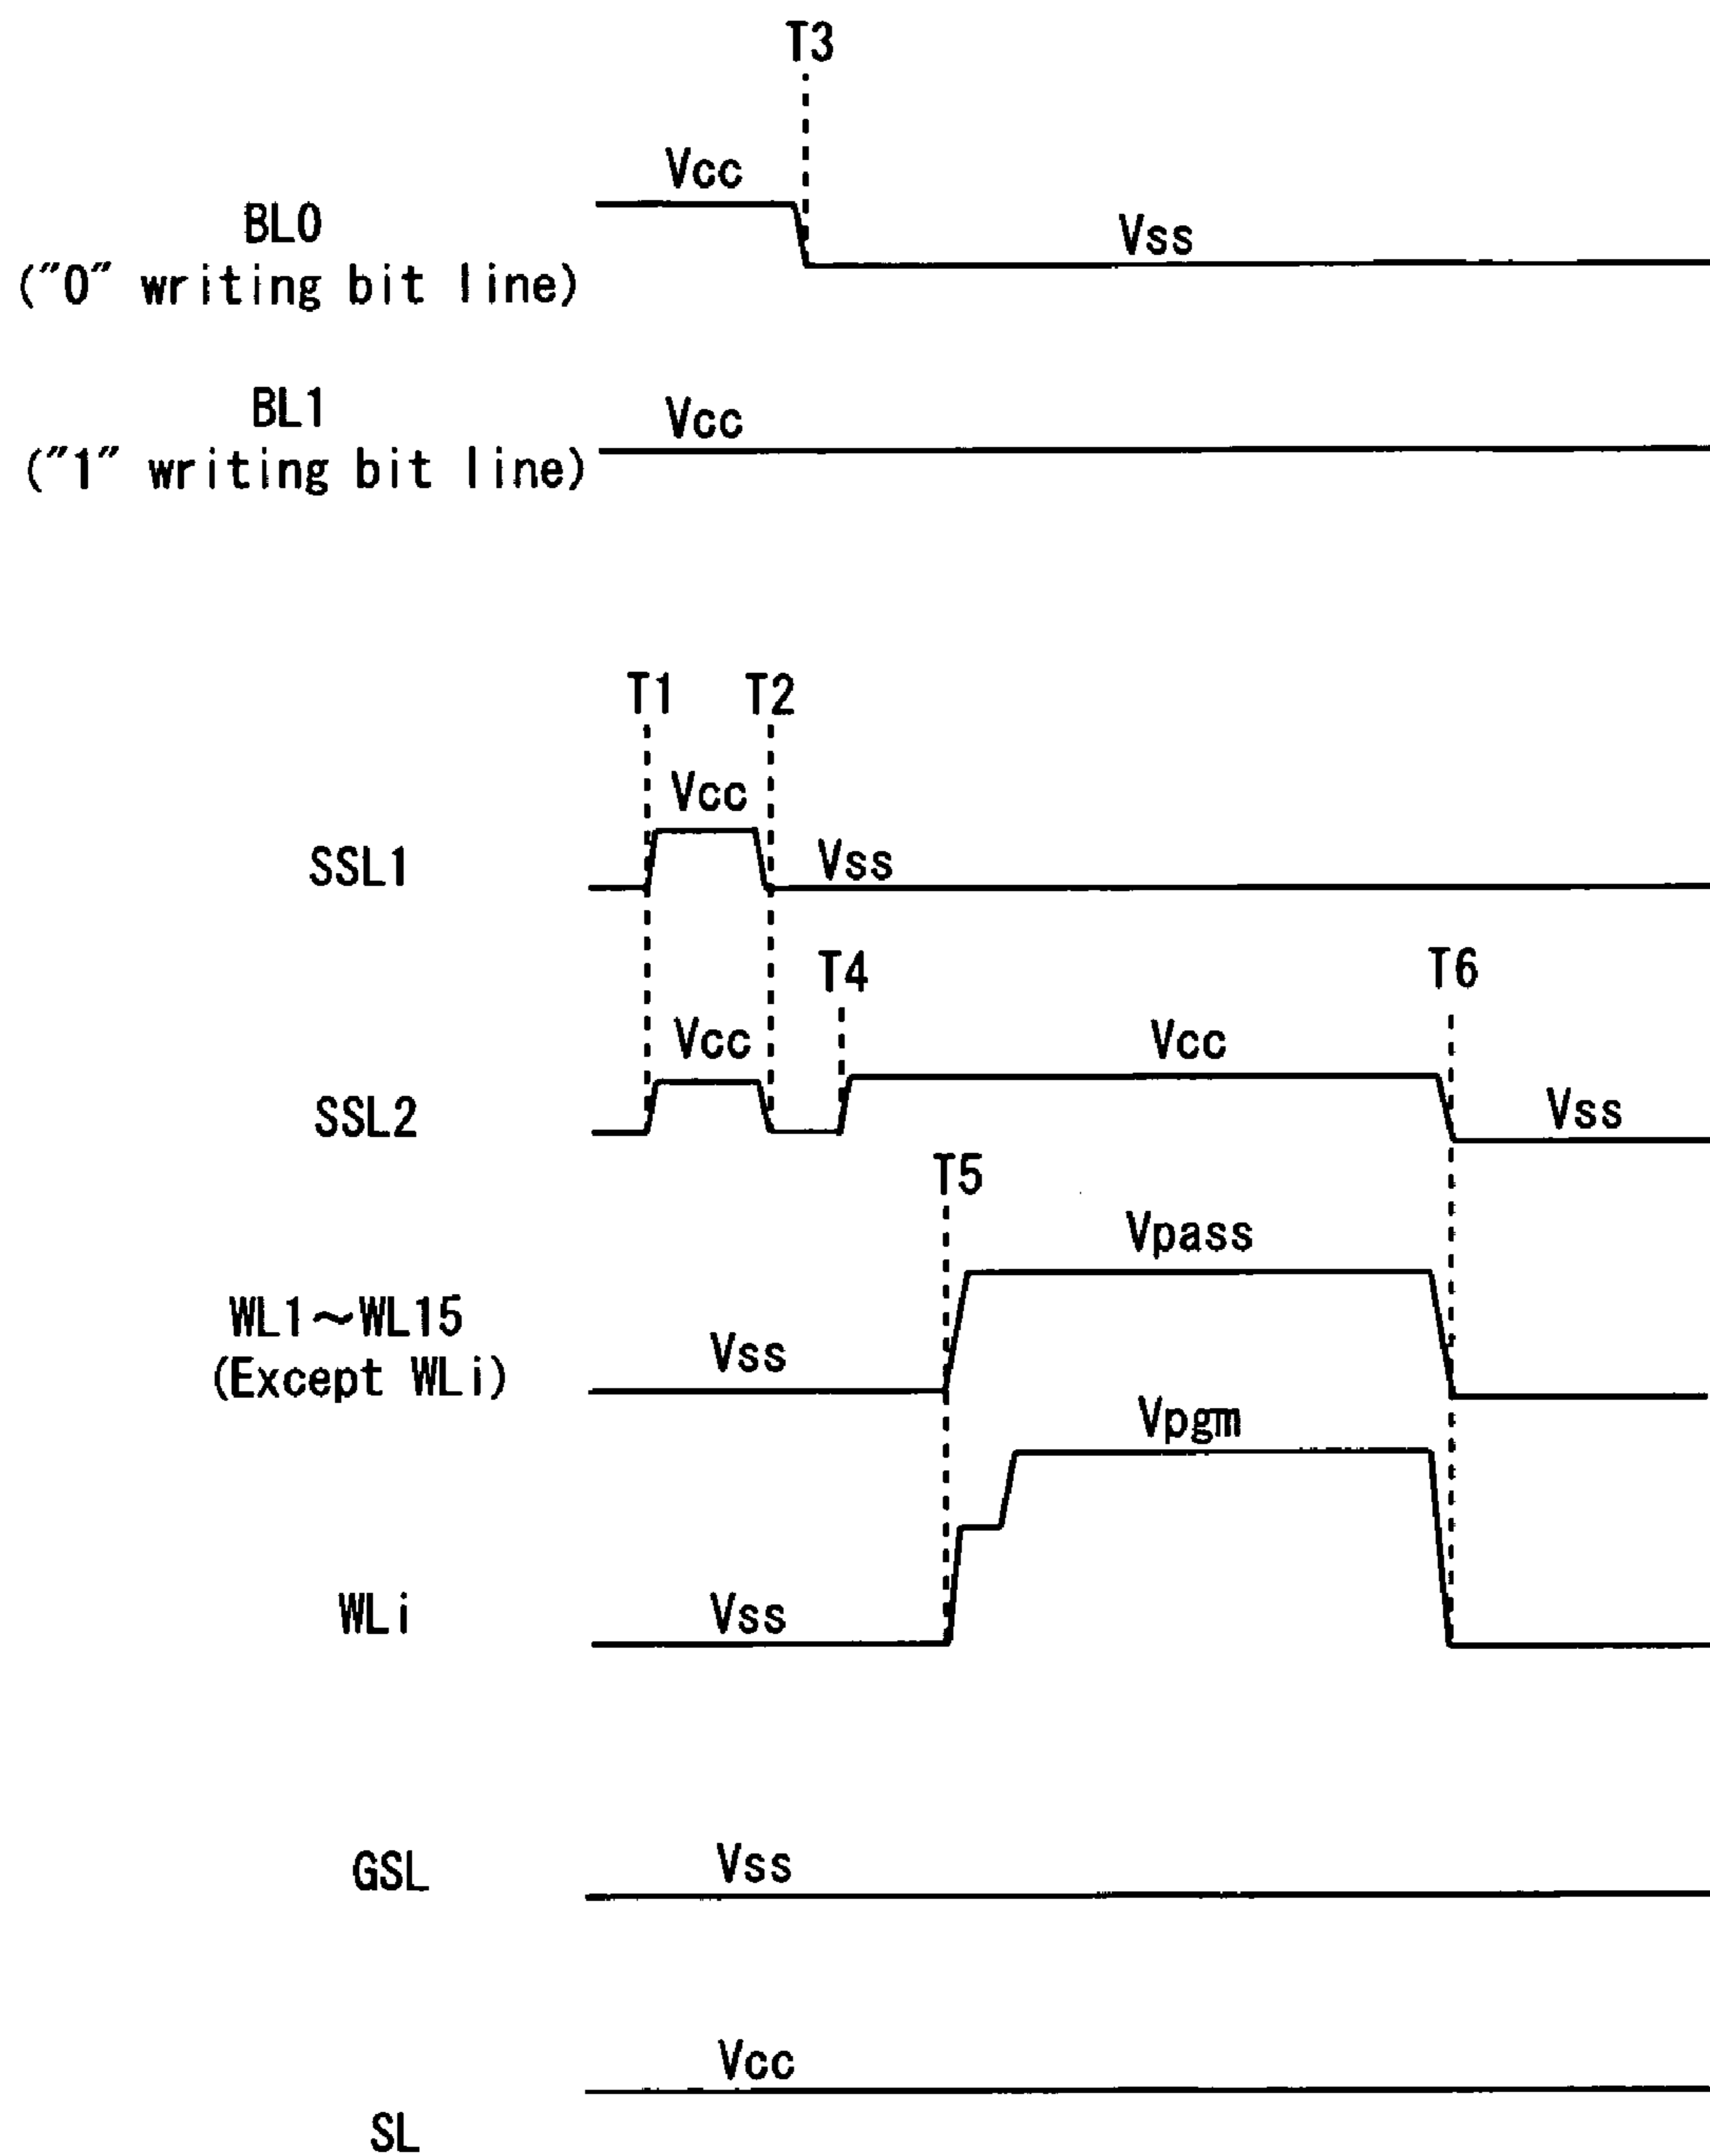 T3
Vcc
BL0
Vss
("0" writing bit line)
BL1
Vcc
("1" writing bit line)
T1 T2
Vcc
SSL1
Vss
T4 T6
Vcc Vcc
SSL2
Vss
T5
Vpass
WL1～WL15
Vss
(Except WLi)
Vpgm
WLi
Vss
GSL
Vss
Vcc
SL